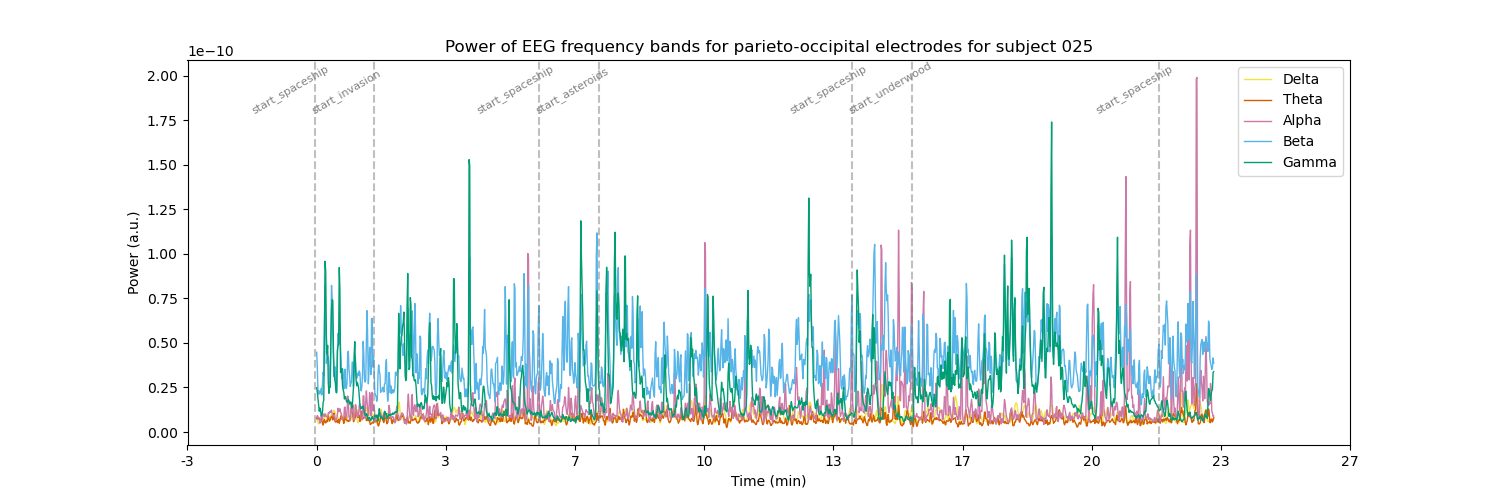 Power of EEG frequency bands for parieto-occipital electrodes for subject 025
1e−10
2.00
1.75
1.50
1.25
1.00
0.75
0.50
0.25
0.00
Power (a.u.)
start_spaceship
start_invasion
start_spaceship
start_asteroids
start_spaceship
start_underwood
start_spaceship
Delta
Theta
Alpha
Beta
Gamma
-3 0 3 7 10 13 17 20 23 27
Time (min)